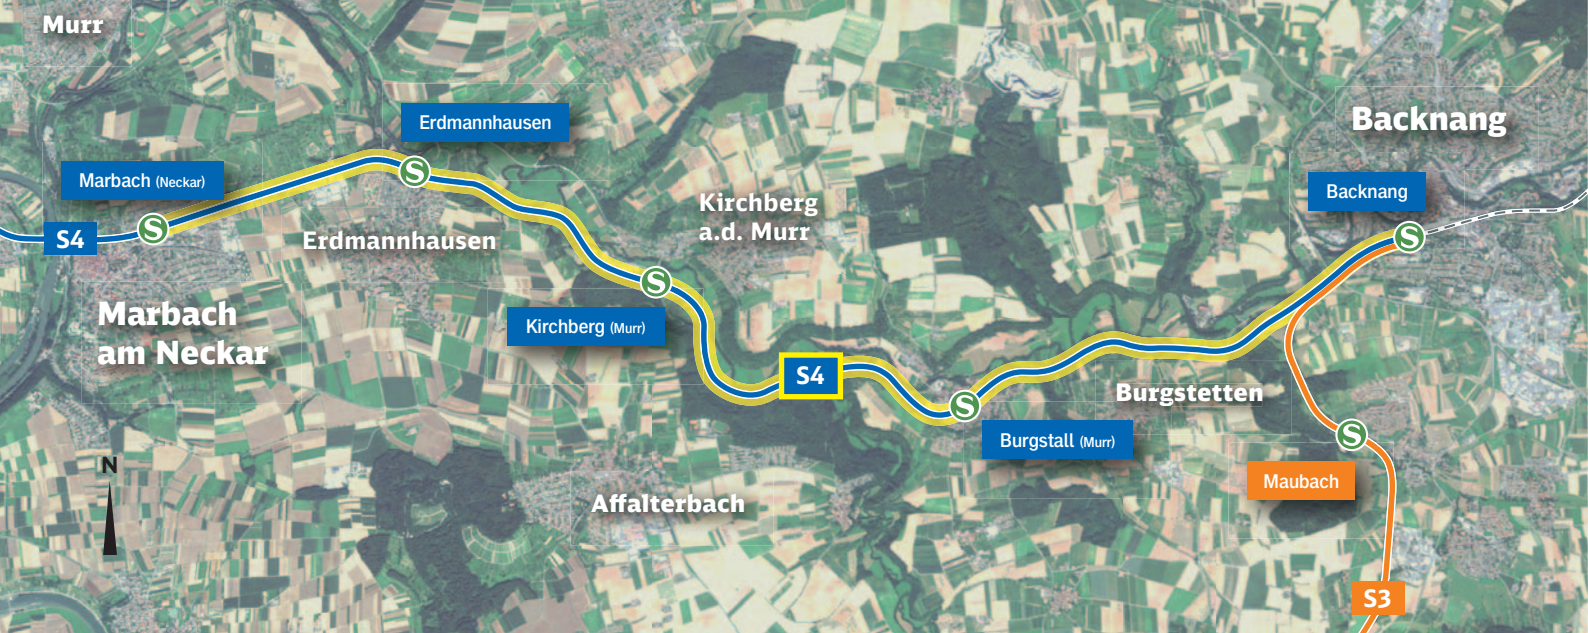 Murr
Erdmannhausen
Backnang
Marbach (Neckar)
S
Backnang
S4
S
Erdmannhausen
Kirchberg
a.d. Murr
S
S
Marbach
am Neckar
Kirchberg (Murr)
S4
Burgstetten
S
Burgstall (Murr)
S
Maubach
N
Affalterbach
S3